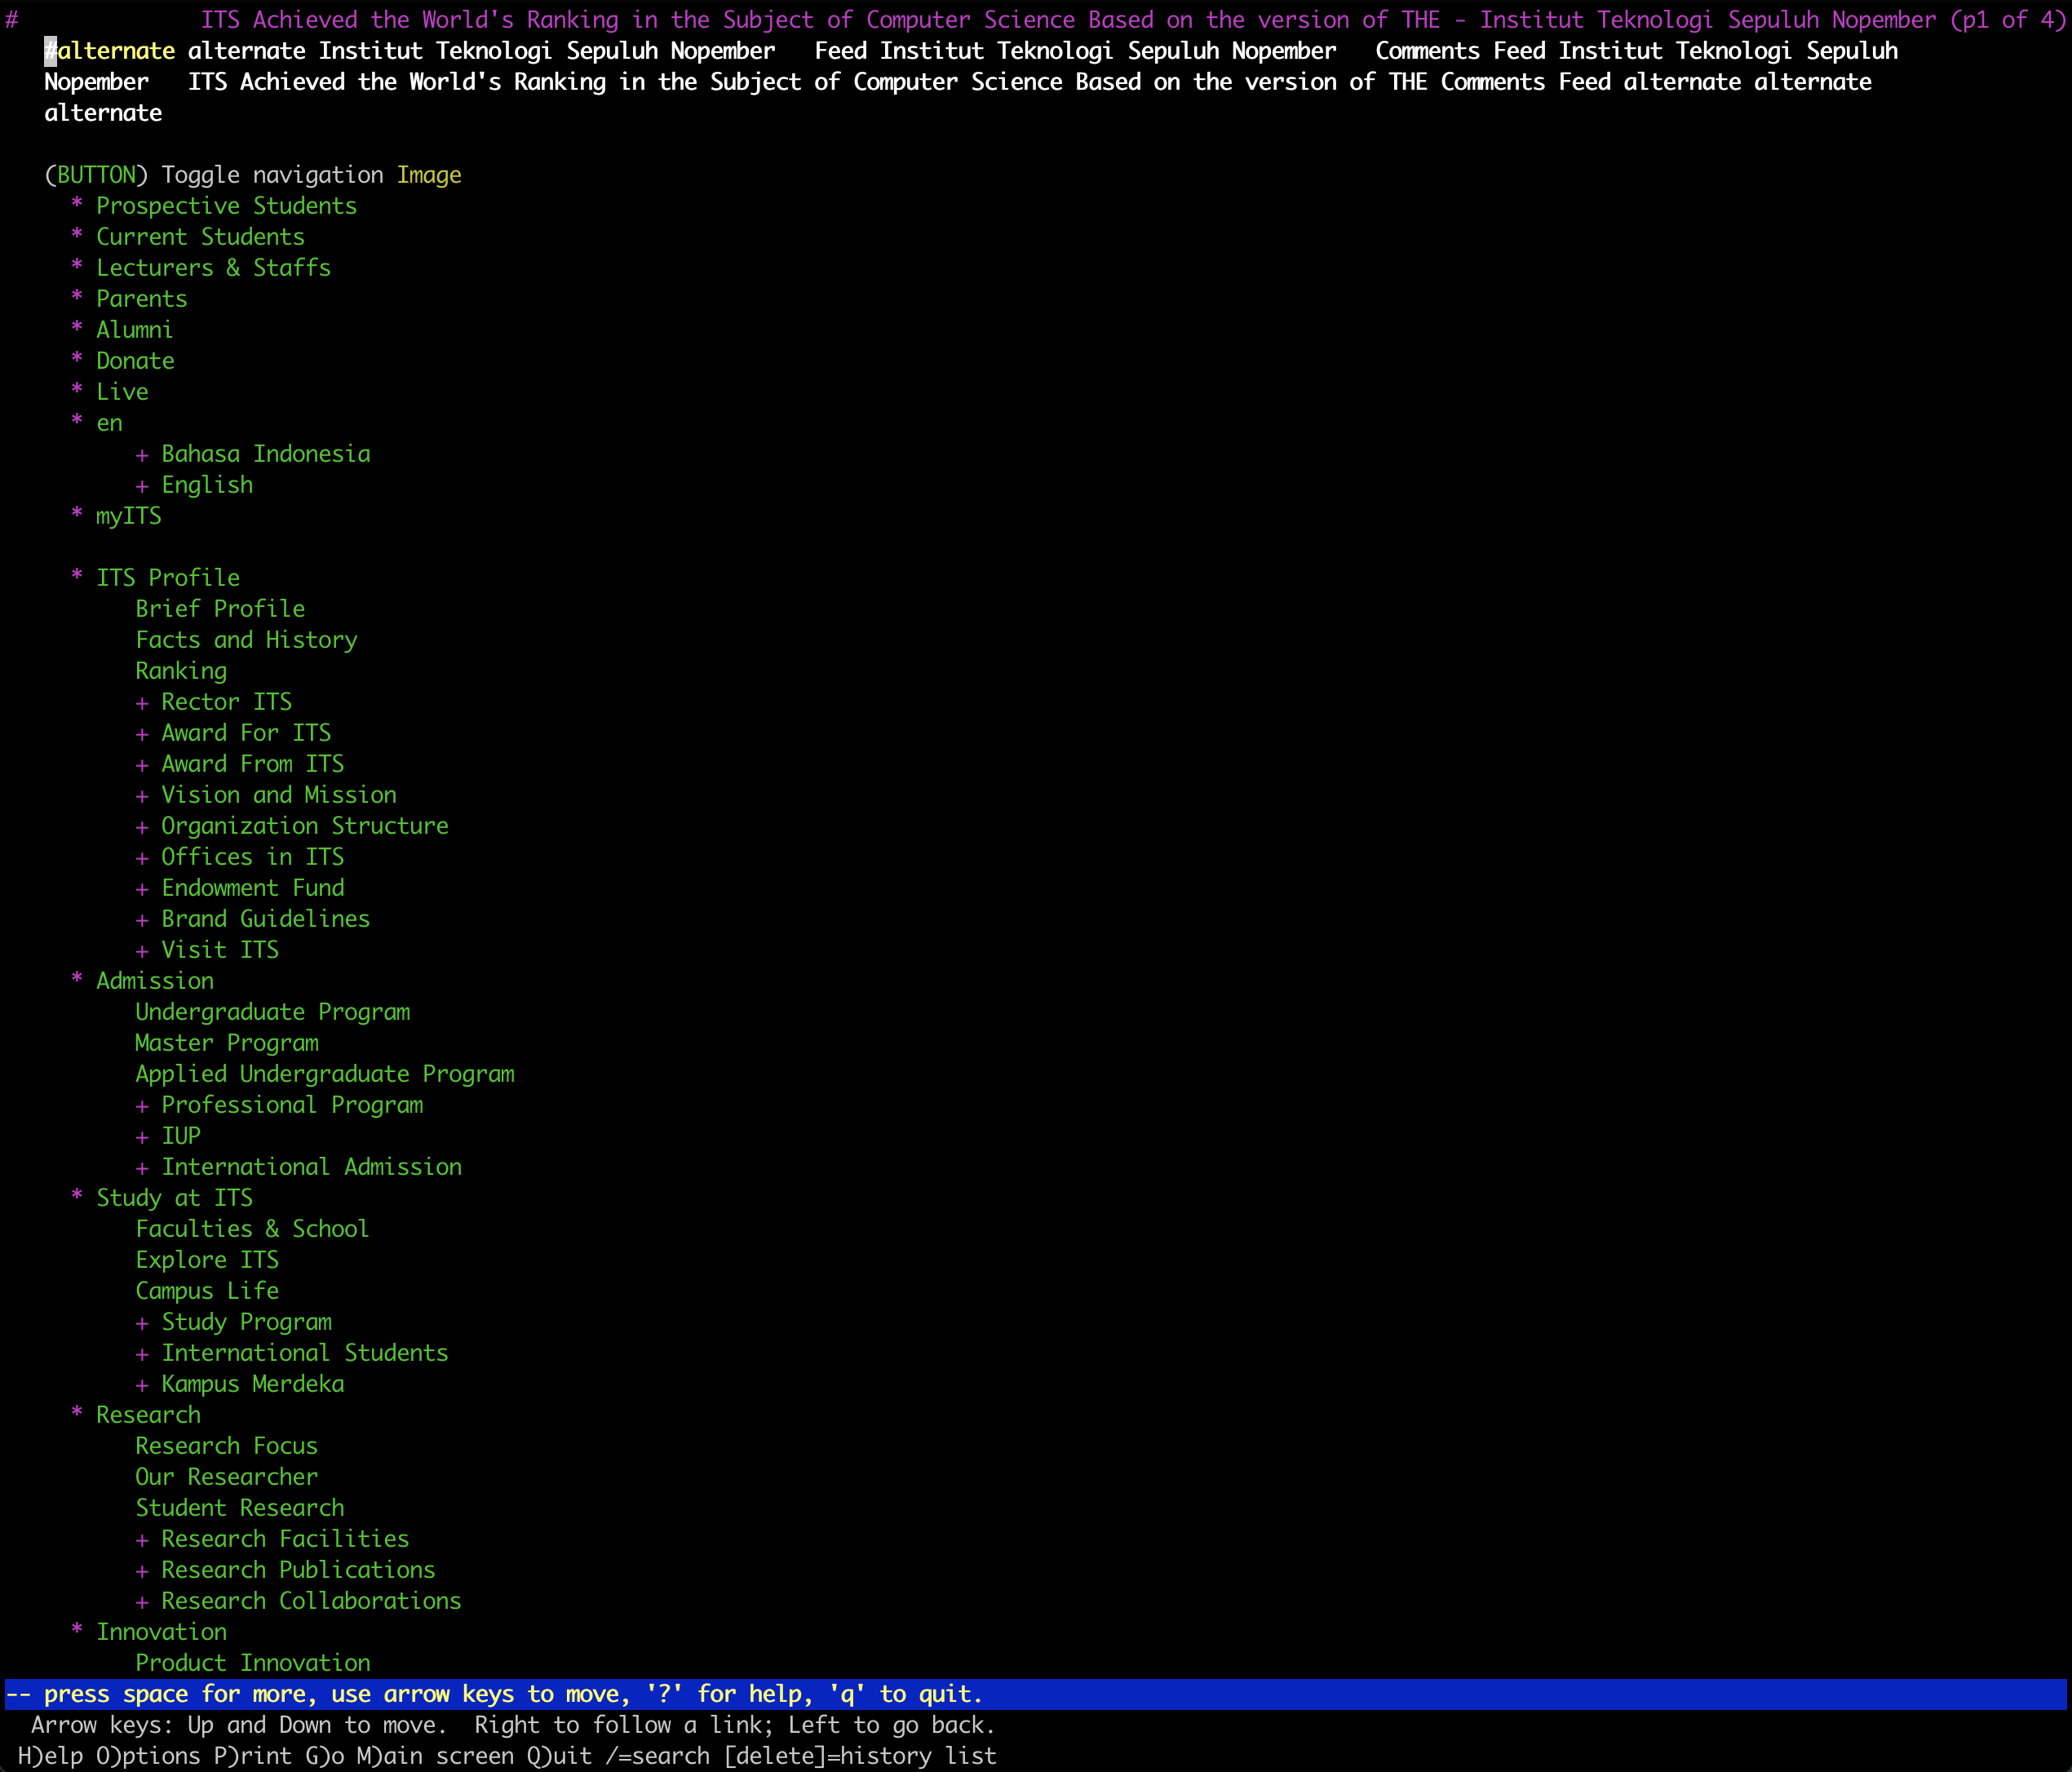 #              ITS Achieved the World's Ranking in the Subject of Computer Science Based on the version of THE - Institut Teknologi Sepuluh Nopember (p1 of 4)
#alternate alternate Institut Teknologi Sepuluh Nopember   Feed Institut Teknologi Sepuluh Nopember   Comments Feed Institut Teknologi Sepuluh
Nopember   ITS Achieved the World's Ranking in the Subject of Computer Science Based on the version of THE Comments Feed alternate alternate
alternate
(BUTTON) Toggle navigation Image
* Prospective Students
* Current Students
* Lecturers & Staffs
* Parents
* Alumni
* Donate
* Live
* en
+ Bahasa Indonesia
+ English
* myITS
* ITS Profile
Brief Profile
Facts and History
Ranking
+ Rector ITS
+ Award For ITS
+ Award From ITS
+ Vision and Mission
+ Organization Structure
+ Offices in ITS
+ Endowment Fund
+ Brand Guidelines
+ Visit ITS
* Admission
Undergraduate Program
Master Program
Applied Undergraduate Program
+ Professional Program
+ IUP
+ International Admission
* Study at ITS
Faculties & School
Explore ITS
Campus Life
+ Study Program
+ International Students
+ Kampus Merdeka
* Research
Research Focus
Our Researcher
Student Research
+ Research Facilities
+ Research Publications
+ Research Collaborations
* Innovation
Product Innovation
-- press space for more, use arrow keys to move, '?' for help, 'q' to quit.
Arrow keys: Up and Down to move.  Right to follow a link; Left to go back.
H)elp O)ptions P)rint G)o M)ain screen Q)uit /=search [delete]=history list